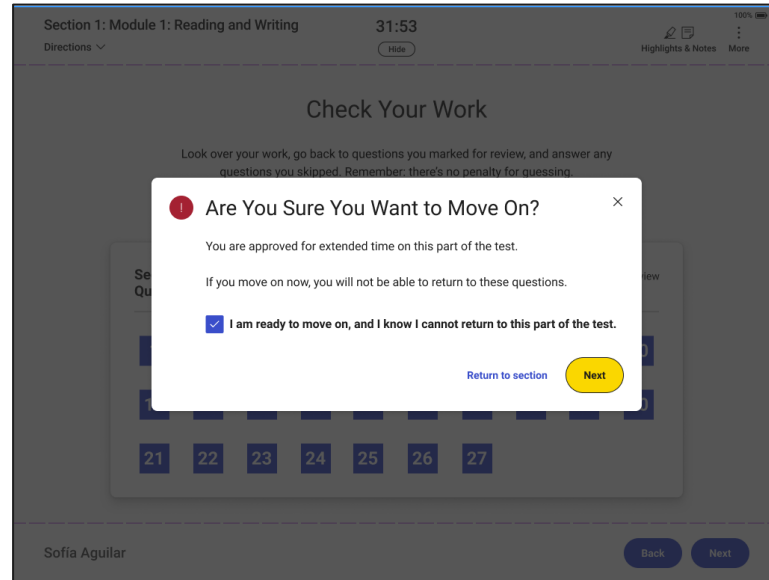 Section 1: Module 1: Reading and Writing
31:53
100%
Directions
Hide
Highlights & Notes
More
Check Your Work
Look over your work, go back to questions you marked for review, and answer any
questions you skipped. Remember: there's no penalty for guessing.
! Are You Sure You Want to Move On?
You are approved for extended time on this part of the test.
If you move on now, you will not be able to return to these questions.
I am ready to move on, and I know I cannot return to this part of the test.
Return to section
Next
21 22 23 24 25 26 27
Sofía Aguilar
Back
Next